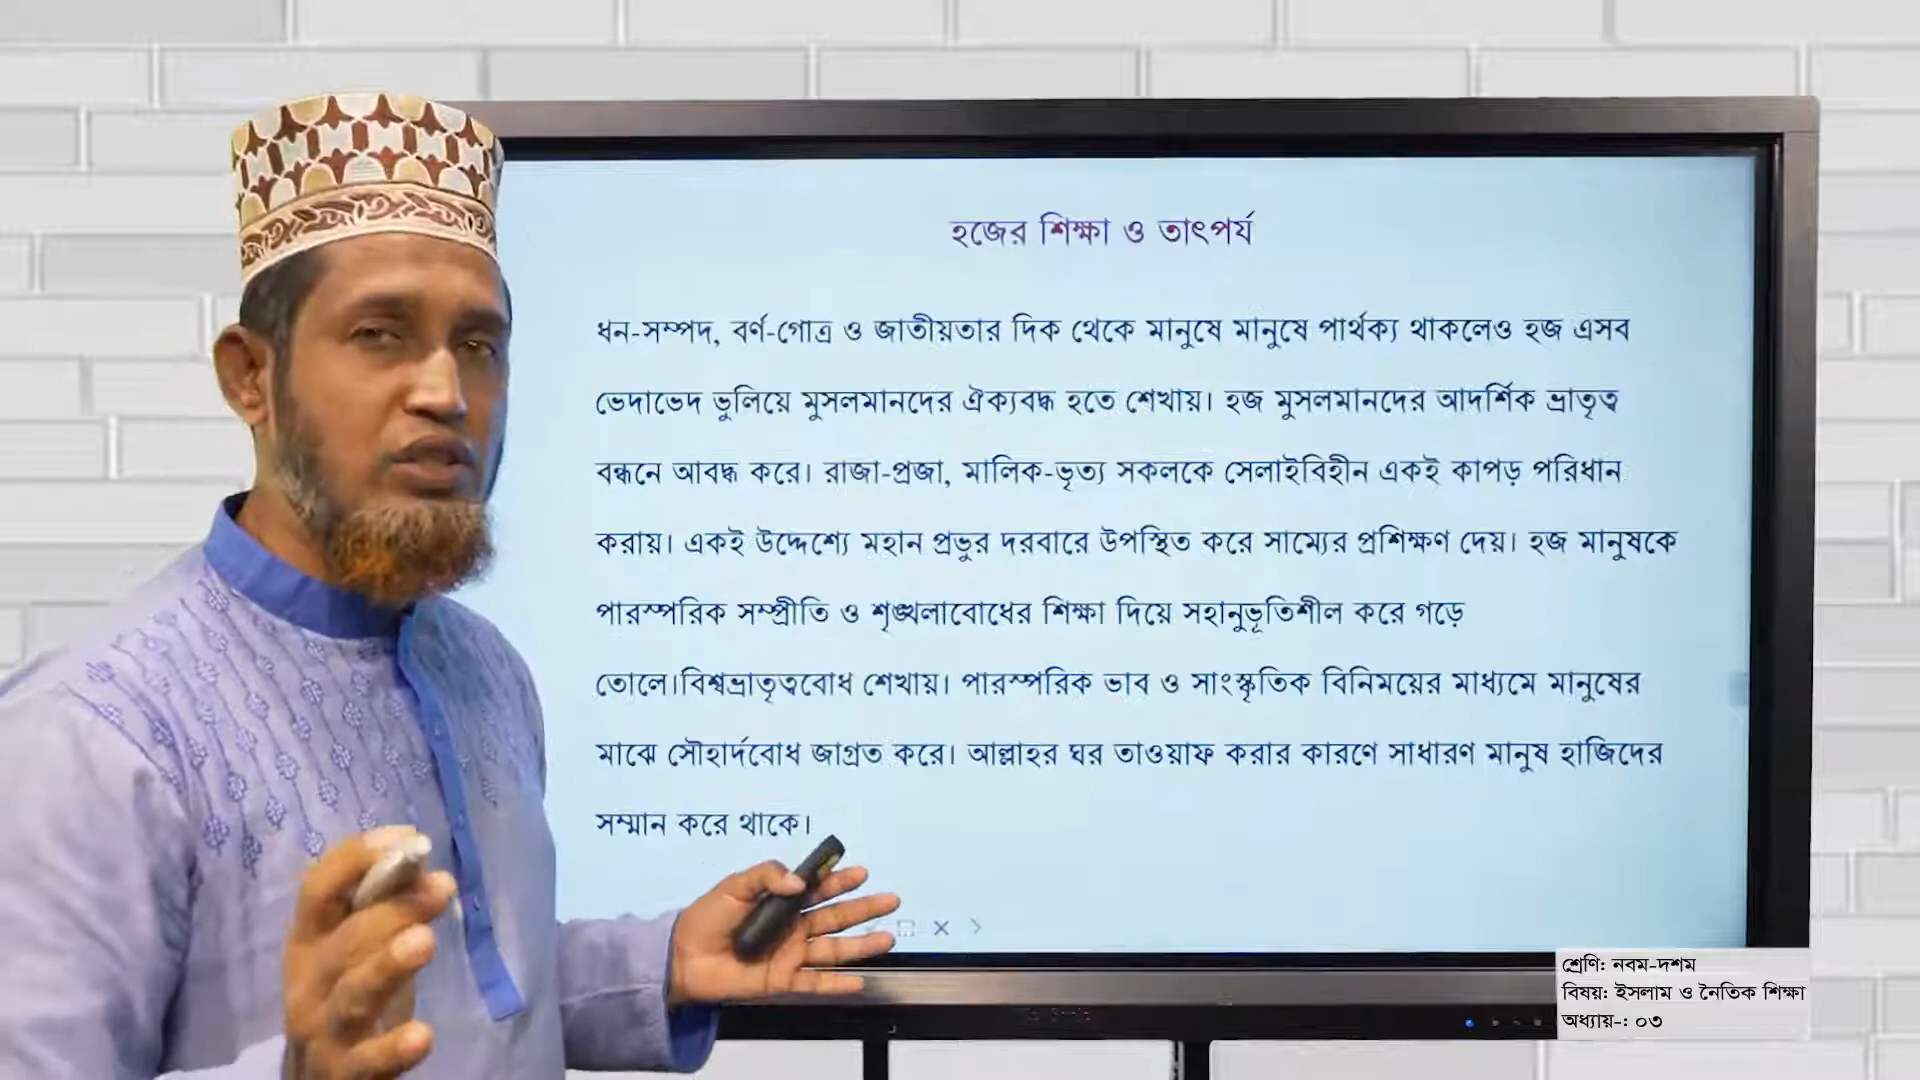 হজের শিক্ষা ও তাৎপর্য
ধন-সম্পদ, বর্ণ-গোত্র ও জাতীয়তার দিক থেকে মানুষে মানুষে পার্থক্য থাকলেও হজ এসব
ভেদাভেদ ভুলিয়ে মুসলমানদের ঐক্যবদ্ধ হতে শেখায়। হজ মুসলমানদের আদর্শিক ভ্রাতৃত্ব
বন্ধনে আবদ্ধ করে। রাজা-প্রজা, মালিক-ভৃত্য সকলকে সেলাইবিহীন একই কাপড় পরিধান
করায়। একই উদ্দেশ্যে মহান প্রভুর দরবারে উপস্থিত করে সাম্যের প্রশিক্ষণ দেয়। হজ মানুষকে
পারস্পরিক সম্প্রীতি ও শৃঙ্খলাবোধের শিক্ষা দিয়ে সহানুভূতিশীল করে গড়ে
তোলে।বিশ্বভ্রাতৃত্ববোধ শেখায়। পারস্পরিক ভাব ও সাংস্কৃতিক বিনিময়ের মাধ্যমে মানুষের
মাঝে সৌহার্দবোধ জাগ্রত করে। আল্লাহর ঘর তাওয়াফ করার কারণে সাধারণ মানুষ হাজিদের
সম্মান করে থাকে।
শ্রেণি: নবম-দশম
বিষয়: ইসলাম ও নৈতিক শিক্ষা
অধ্যায়-: ০৩